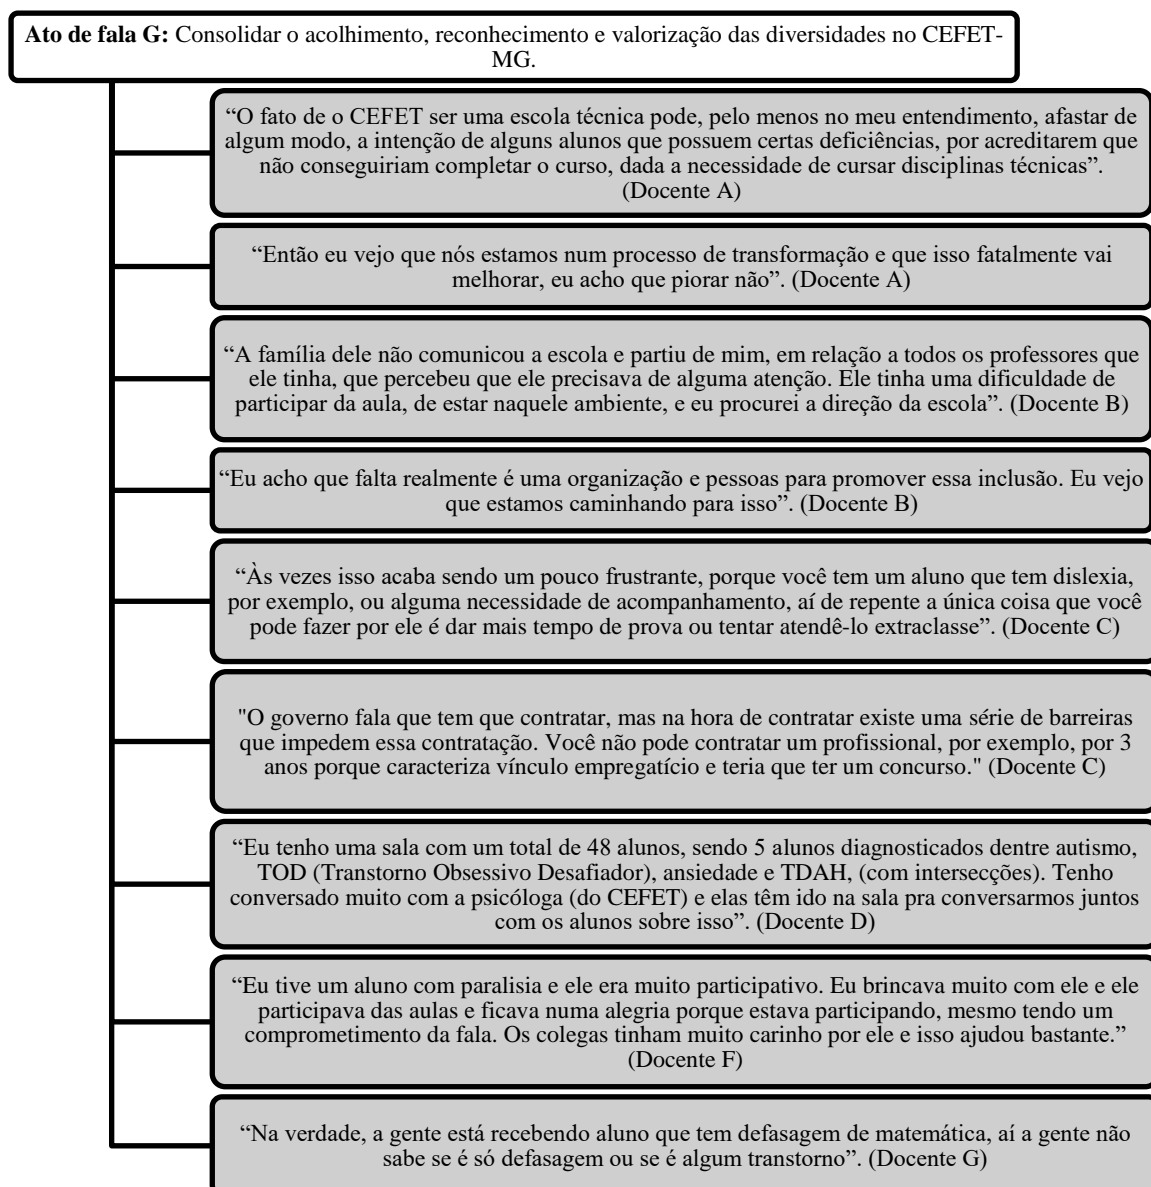 Ato de fala G: Consolidar o acolhimento, reconhecimento e valorização das diversidades no CEFET-
MG.
“O fato de o CEFET ser uma escola técnica pode, pelo menos no meu entendimento, afastar de
algum modo, a intenção de alguns alunos que possuem certas deficiências, por acreditarem que
não conseguiriam completar o curso, dada a necessidade de cursar disciplinas técnicas”.
(Docente A)
“Então eu vejo que nós estamos num processo de transformação e que isso fatalmente vai
melhorar, eu acho que piorar não”. (Docente A)
“A família dele não comunicou a escola e partiu de mim, em relação a todos os professores que
ele tinha, que percebeu que ele precisava de alguma atenção. Ele tinha uma dificuldade de
participar da aula, de estar naquele ambiente, e eu procurei a direção da escola”. (Docente B)
“Eu acho que falta realmente é uma organização e pessoas para promover essa inclusão. Eu vejo
que estamos caminhando para isso”. (Docente B)
“Às vezes isso acaba sendo um pouco frustrante, porque você tem um aluno que tem dislexia,
por exemplo, ou alguma necessidade de acompanhamento, aí de repente a única coisa que você
pode fazer por ele é dar mais tempo de prova ou tentar atendê-lo extraclasse”. (Docente C)
"O governo fala que tem que contratar, mas na hora de contratar existe uma série de barreiras
que impedem essa contratação. Você não pode contratar um profissional, por exemplo, por 3
anos porque caracteriza vínculo empregatício e teria que ter um concurso." (Docente C)
“Eu tenho uma sala com um total de 48 alunos, sendo 5 alunos diagnosticados dentre autismo,
TOD (Transtorno Obsessivo Desafiador), ansiedade e TDAH, (com intersecções). Tenho
conversado muito com a psicóloga (do CEFET) e elas têm ido na sala pra conversarmos juntos
com os alunos sobre isso”. (Docente D)
“Eu tive um aluno com paralisia e ele era muito participativo. Eu brincava muito com ele e ele
participava das aulas e ficava numa alegria porque estava participando, mesmo tendo um
comprometimento da fala. Os colegas tinham muito carinho por ele e isso ajudou bastante.”
(Docente F)
“Na verdade, a gente está recebendo aluno que tem defasagem de matemática, aí a gente não
sabe se é só defasagem ou se é algum transtorno”. (Docente G)